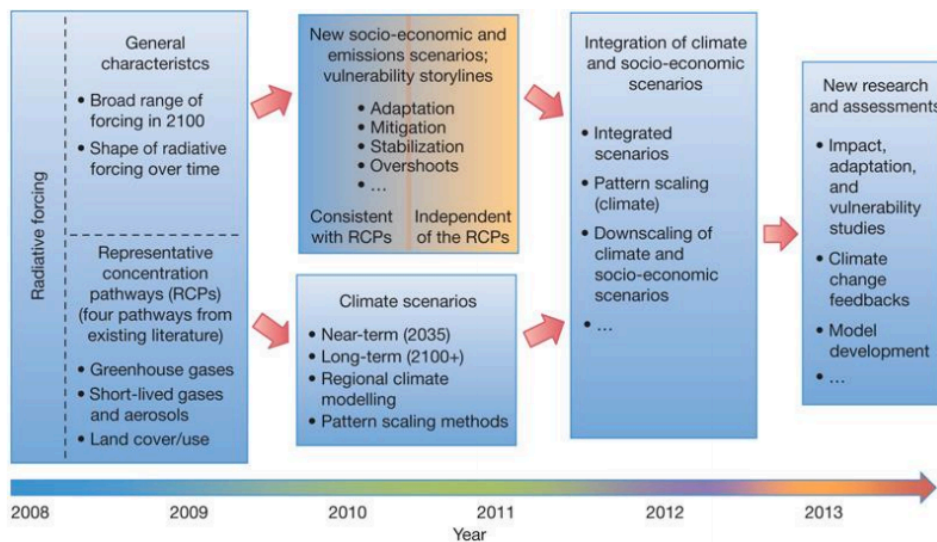 Radiative forcing
General
characteristcs
• Broad range of
forcing in 2100
• Shape of radiative
forcing over time
Representative
concentration
pathways (RCPs)
(four pathways from
existing literature)
• Greenhouse gases
• Short-lived gases
and aerosols
• Land cover/use
New socio-economic
and emissions scenarios;
vulnerability storylines
• Adaptation
• Mitigation
• Stabilization
• Overshoots
• ...
Consistent
with RCPs
Independent
of the RCPs
Climate scenarios
• Near-term (2035)
• Long-term (2100+)
• Regional climate
modelling
• Pattern scaling methods
Integration of climate
and socio-economic
scenarios
• Integrated
scenarios
• Pattern scaling
(climate)
• Downscaling of
climate and
socio-economic
scenarios
• ...
New research
and assessments
• Impact,
adaptation,
and
vulnerability
studies
• Climate
change
feedbacks
• Model
development
• ...
2008 2009 2010 2011 2012 2013
Year